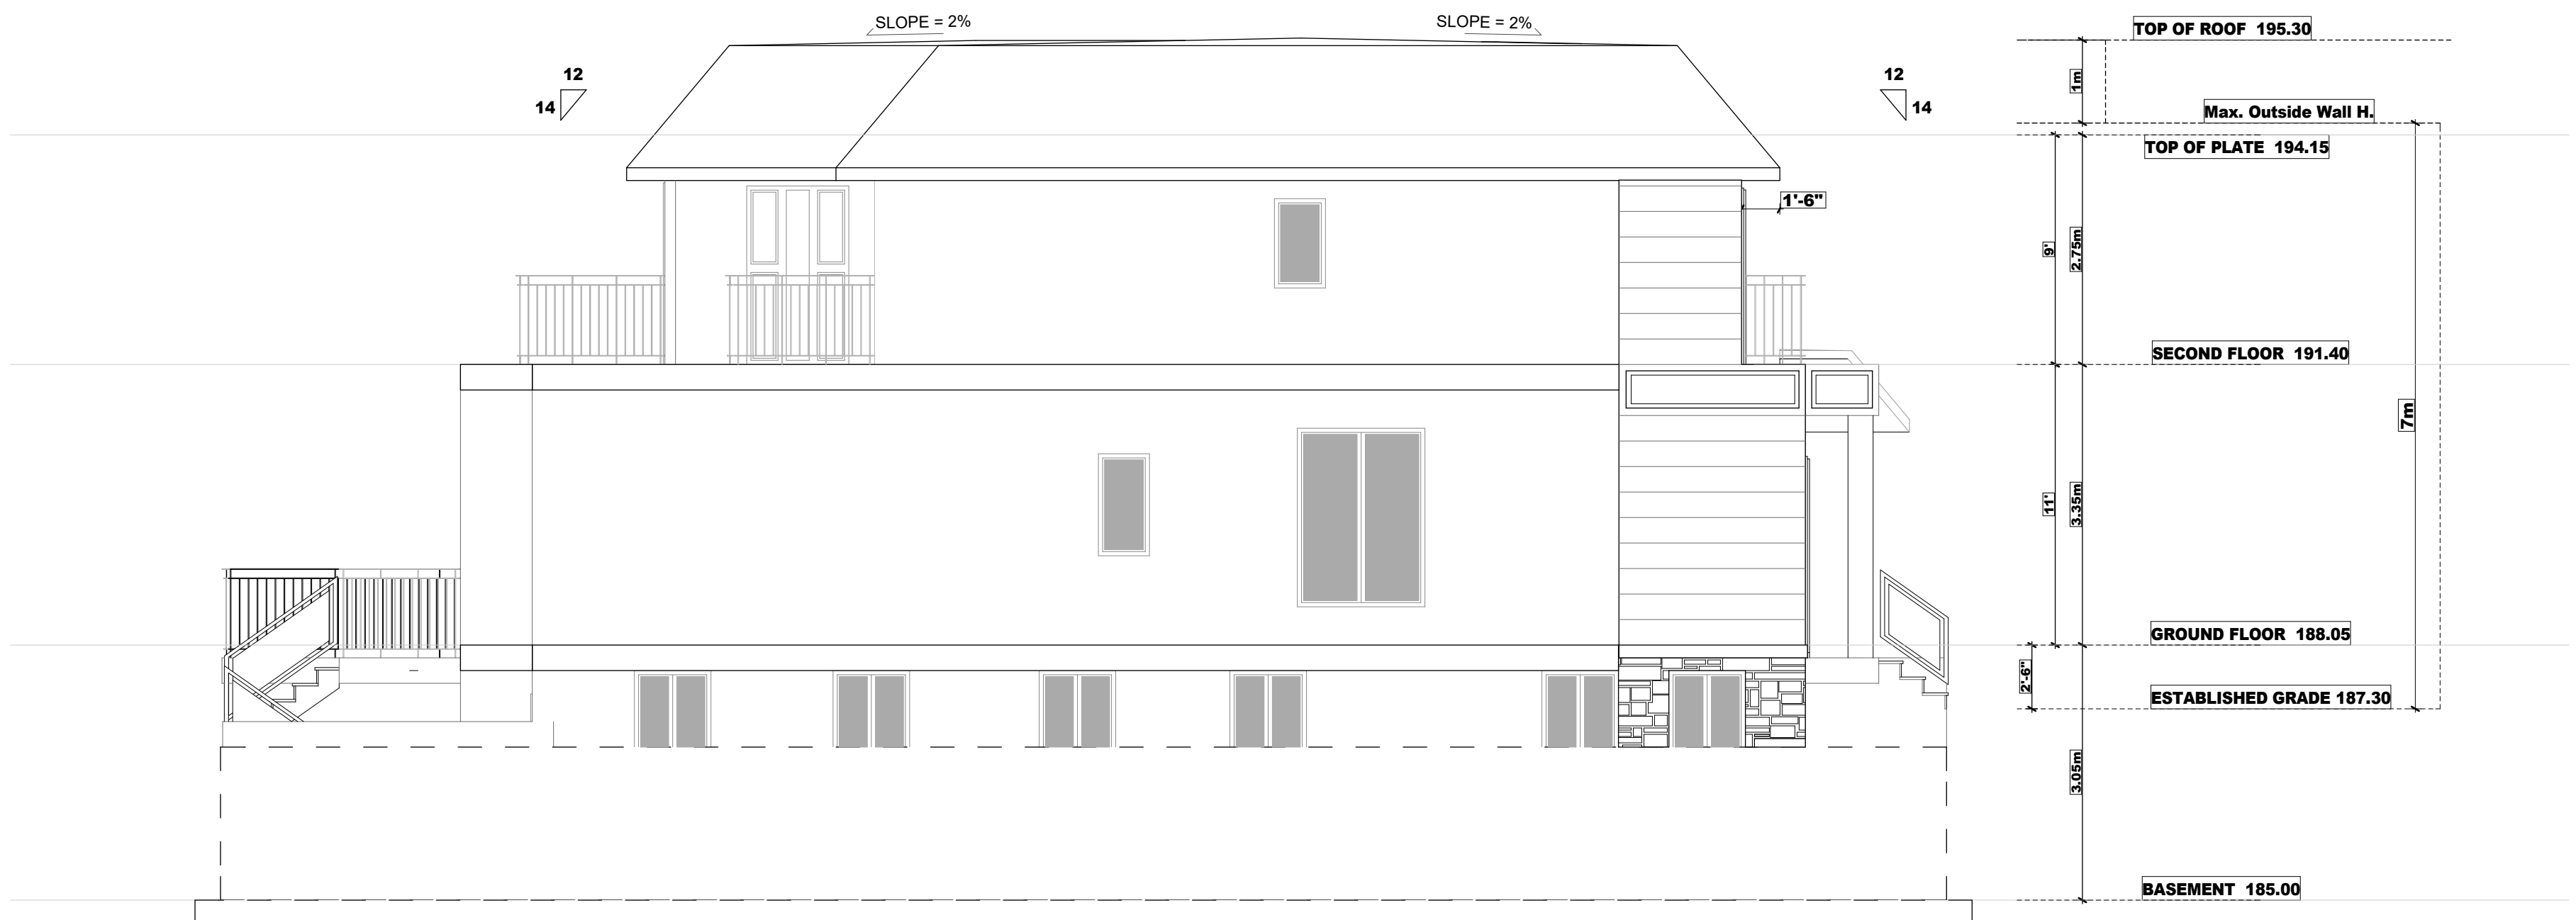 SLOPE = 2%
SLOPE = 2%
TOP OF ROOF 195.30
12
14
12
14
1m
Max. Outside Wall H.
TOP OF PLATE 194.15
1'-6"
9'
2.75m
SECOND FLOOR 191.40
7m
11'
3.35m
GROUND FLOOR 188.05
2'-6"
ESTABLISHED GRADE 187.30
3.05m
BASEMENT 185.00